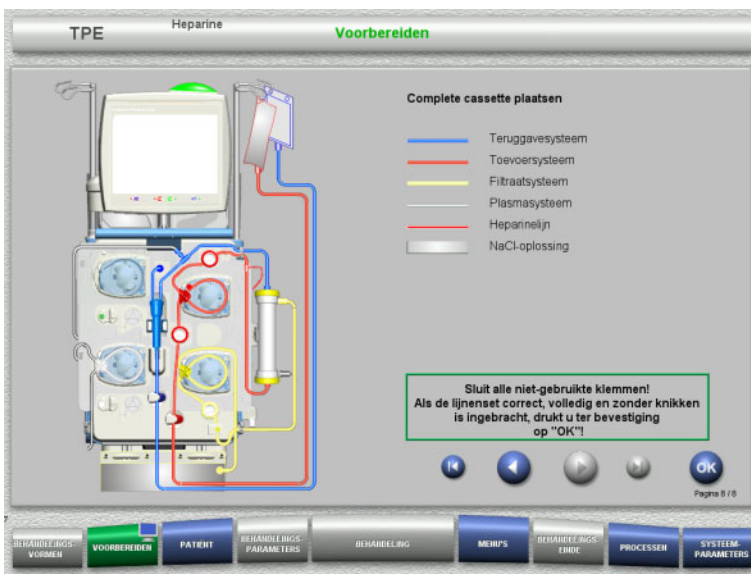 TPE
Heparine
Voorbereiden
Complete cassette plaatsen
Teruggavesysteem
Toevoersysteem
Filtraatsysteem
Plasmasysteem
Heparinelijn
NaCl-oplossing
Sluit alle niet-gebruikte klemmen!
Als de lijnenset correct, volledig en zonder knikken
is ingebracht, drukt u ter bevestiging
op "OK"!
OK
Pagina 8 / 8
BEHANDELINGS-
VORMEN
VOORBEREIDEN
PATIËNT
BEHANDELINGS-
PARAMETERS
BEHANDELING
MENU'S
BEHANDELINGS-
EINDE
PROCESSEN
SYSTEEM-
PARAMETERS